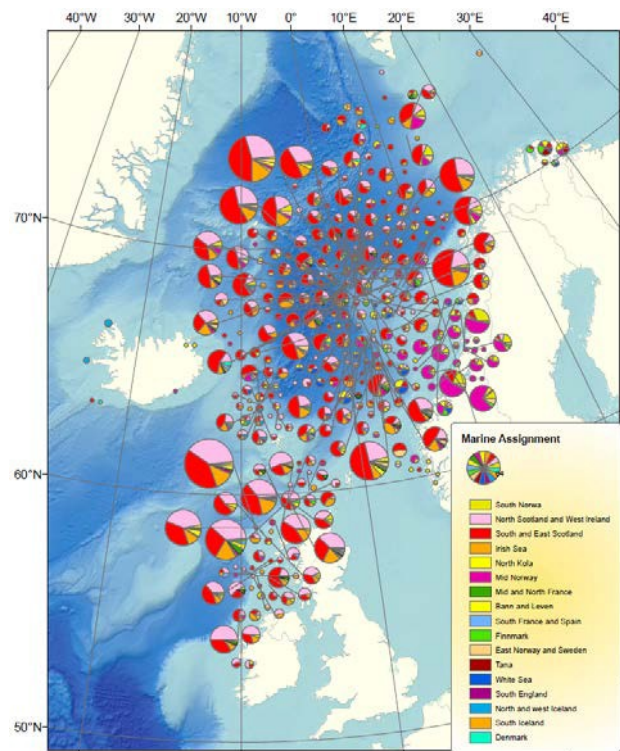 40°W 30°W 20°W 10°W 0° 10°E 20°E 30°E 40°E
70°N
60°N
50°N
Marine Assignment
South Norwa
North Scotland and West Ireland
South and East Scotland
Irish Sea
North Kola
Mid Norway
Mid and North France
Bann and Leven
South France and Spain
Finnmark
East Norway and Sweden
Tana
White Sea
South England
North and west Iceland
South Iceland
Denmark